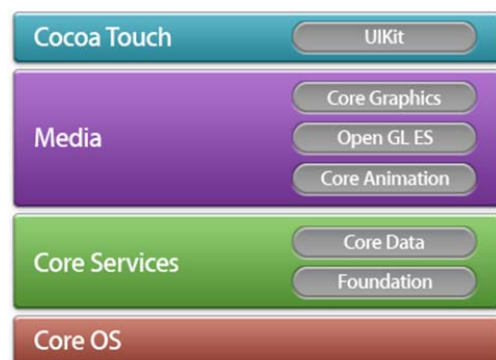 Cocoa Touch
UIKit
Media
Core Graphics
Open GL ES
Core Animation
Core Services
Core Data
Foundation
Core OS